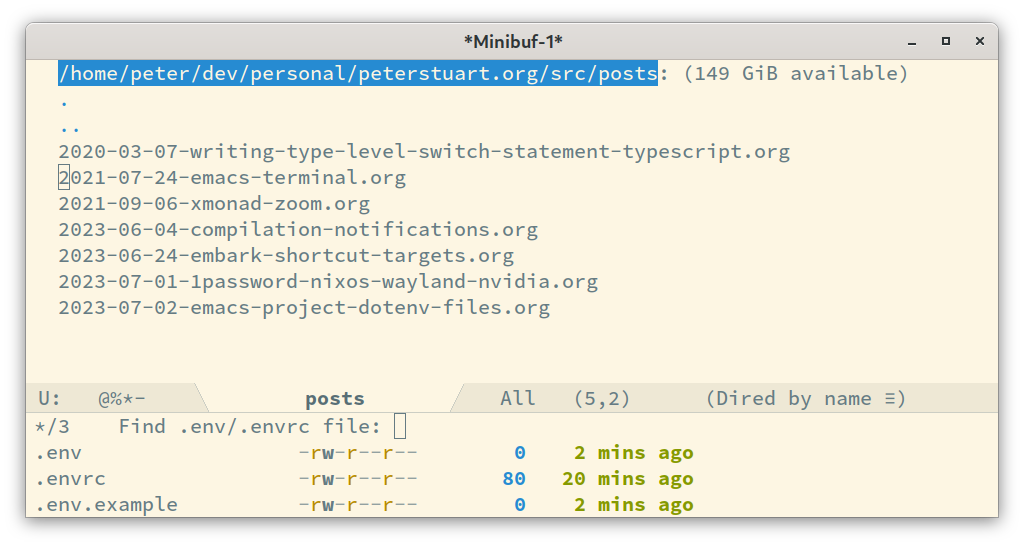 *Minibuf-1*
/home/peter/dev/personal/peterstuart.org/src/posts: (149 GiB available)
.
..
2020-03-07-writing-type-level-switch-statement-typescript.org
2021-07-24-emacs-terminal.org
2021-09-06-xmonad-zoom.org
2023-06-04-compilation-notifications.org
2023-06-24-embark-shortcut-targets.org
2023-07-01-1password-nixos-wayland-nvidia.org
2023-07-02-emacs-project-dotenv-files.org
U: @%*- posts All (5,2) (Dired by name ≡)
*/3 Find .env/.envrc file:
.env -rw-r--r-- 0 2 mins ago
.envrc -rw-r--r-- 80 20 mins ago
.env.example -rw-r--r-- 0 2 mins ago